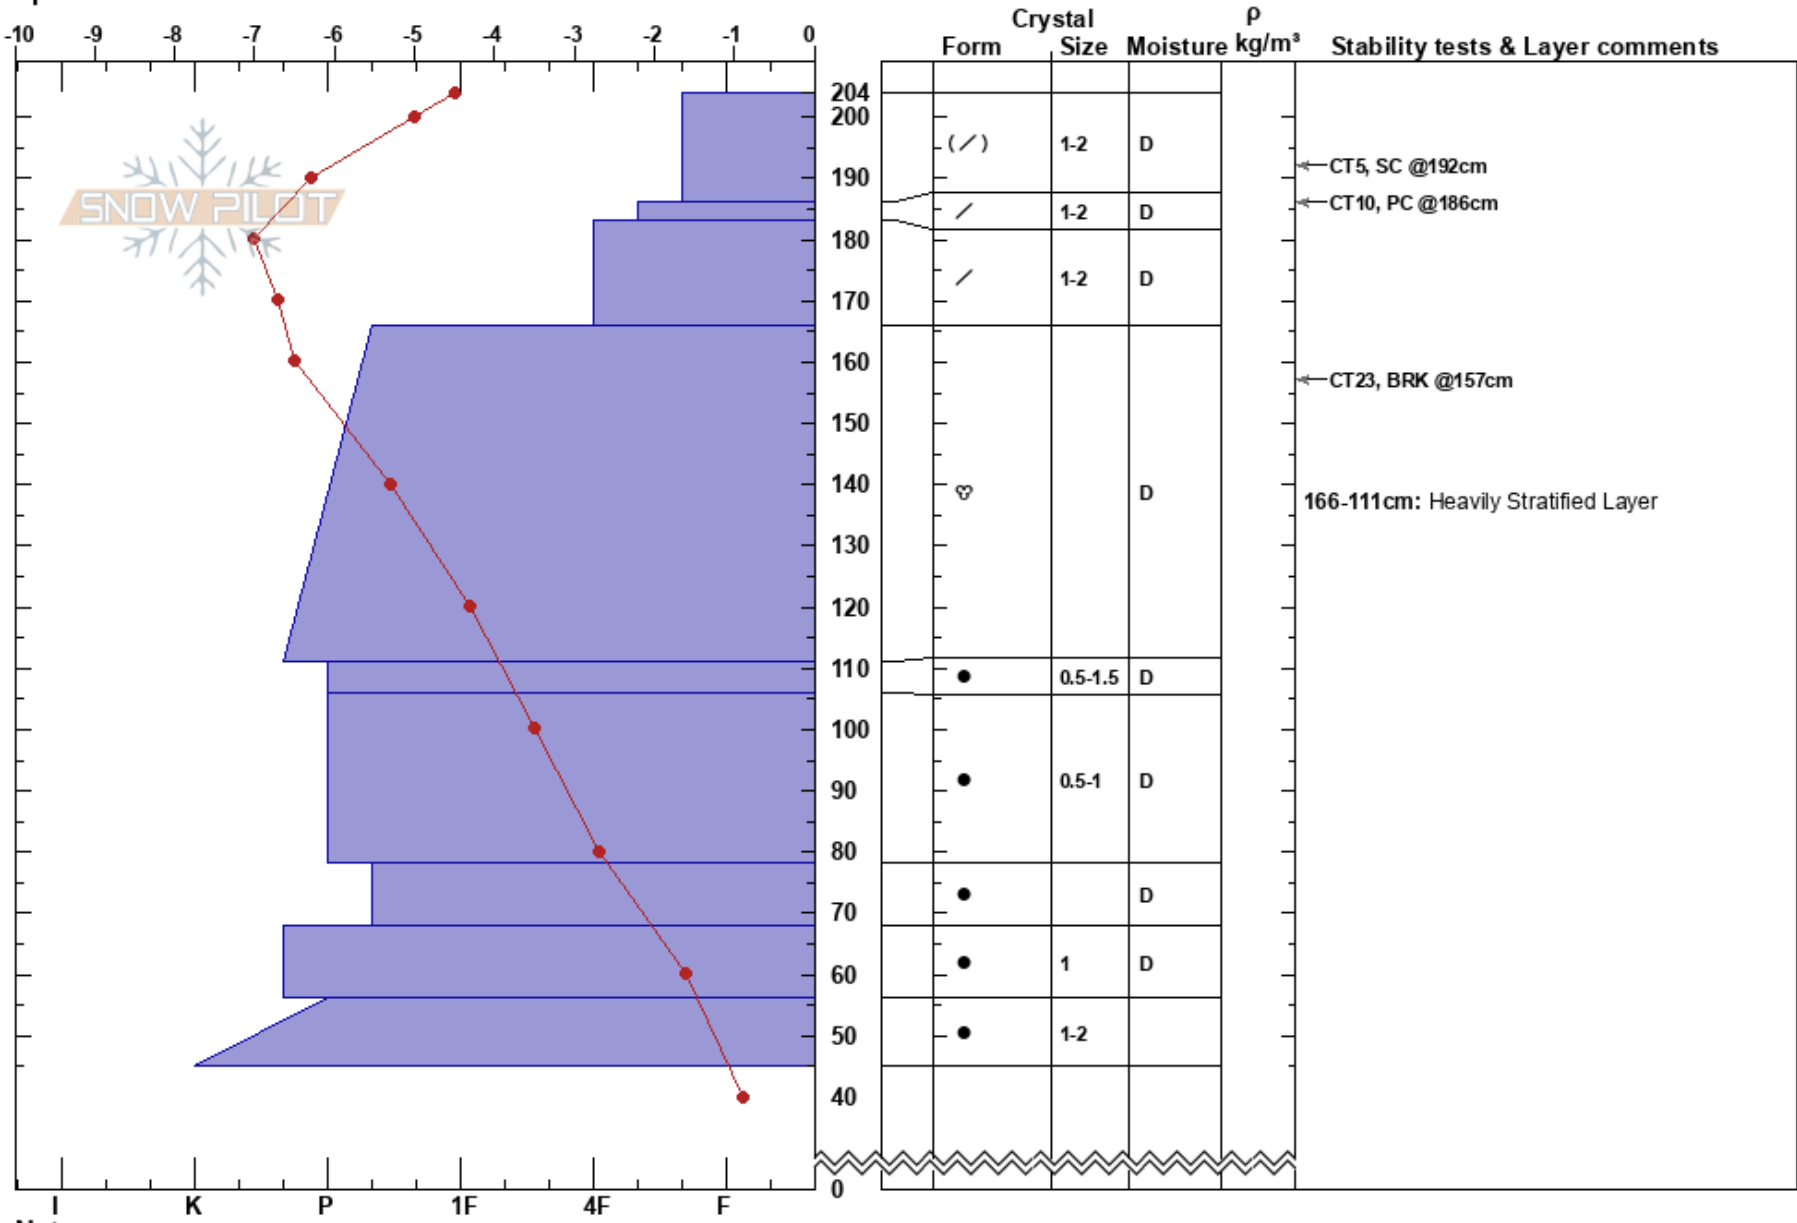 Crystal ρ
-10 -9 -8 -7 -6 -5 -4 -3 -2 -1 0 Form Size Moisture kg/m³ Stability tests & Layer comments
204
200
(/) 1-2 D
CT5, SC @192cm
190
CT10, PC @186cm
SNOW PILOT
/ 1-2 D
180
/ 1-2 D
170
160
CT23, BRK @157cm
150
140
D
166-111cm: Heavily Stratified Layer
130
120
110
● 0.5-1.5 D
100
90 ● 0.5-1 D
80
● D
70
60 ● 1 D
50 ● 1-2
40
0
I K P 1F 4F F